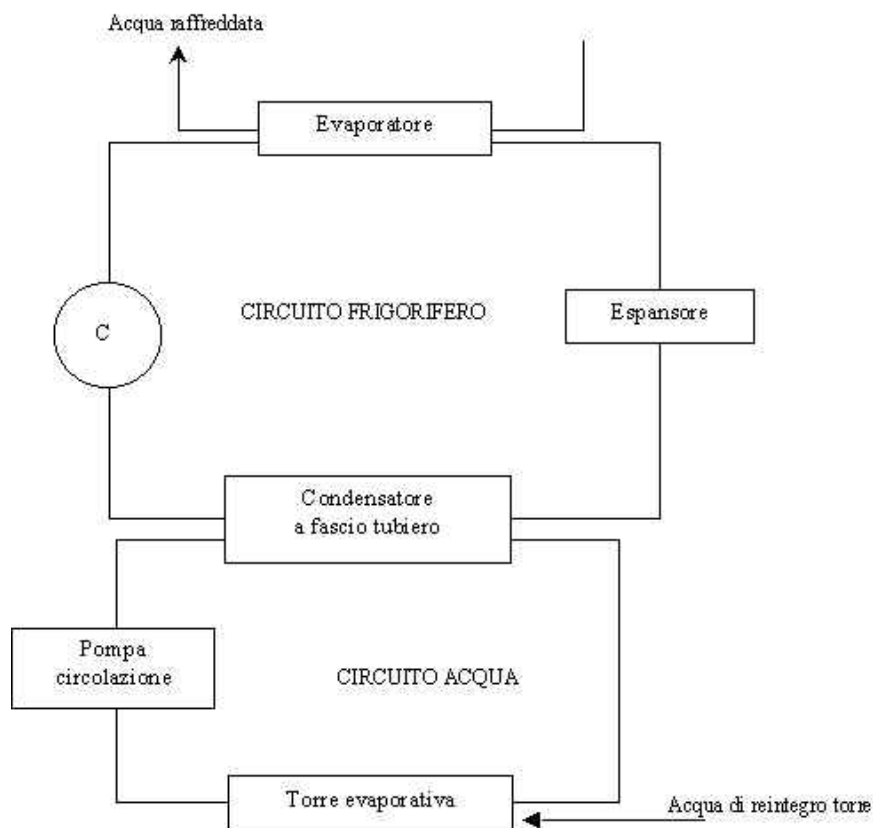 Acqua raffreddata
Evaporatore
CIRCUITO FRIGORIFERO
Espansore
C
Condensatore
a fascio tubiero
Pompa
circolazione
CIRCUITO ACQUA
Torre evaporativa
Acqua di reintegro torre